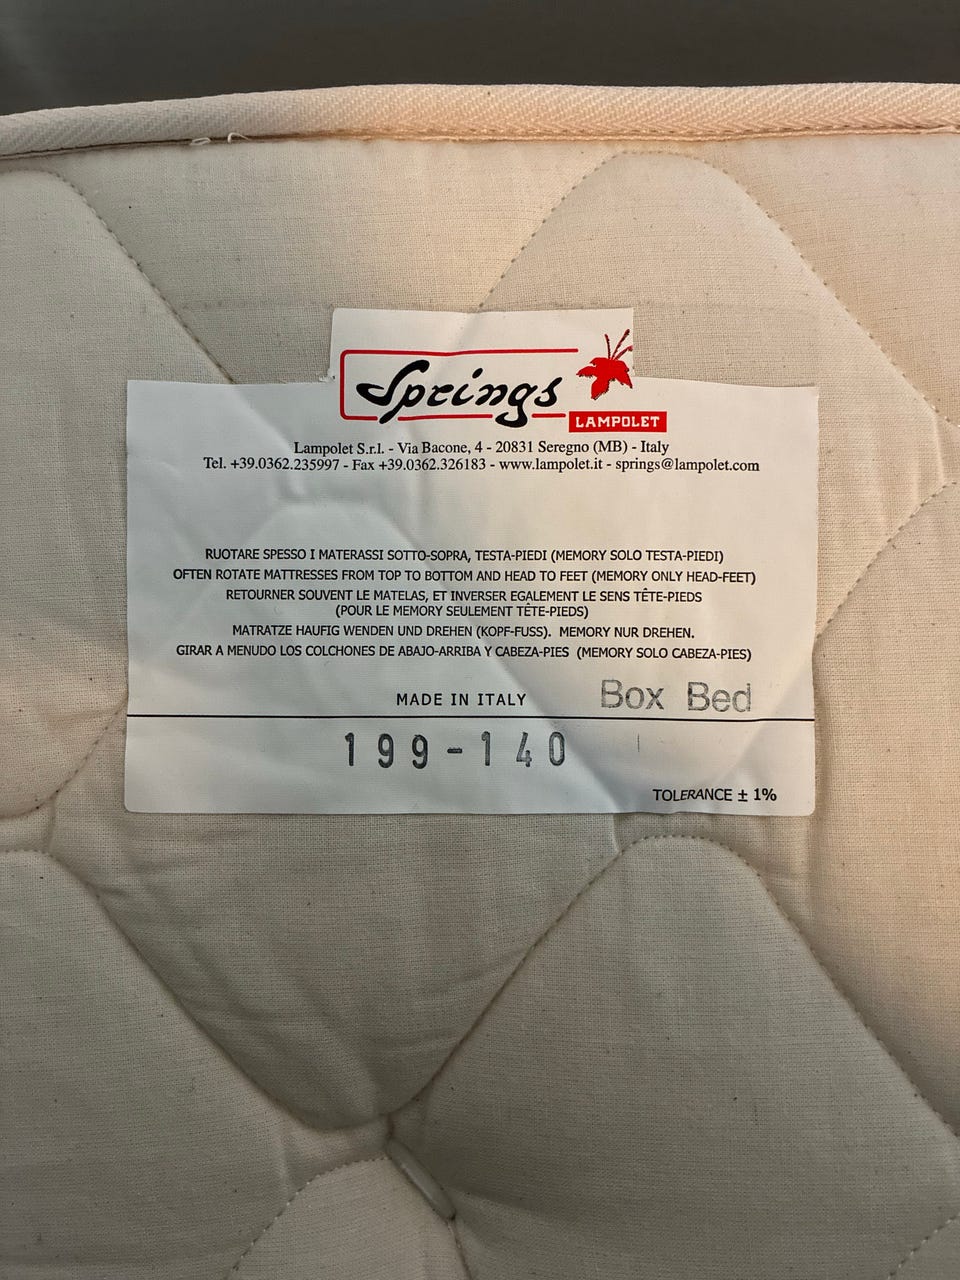 Springs
LAMPOLET
Lampolet S.r.l. - Via Bacone, 4 - 20831 Seregno (MB) - Italy
Tel. +39.0362.235997 - Fax +39.0362.326183 - www.lampolet.it - springs@lampolet.com
RUOTARE SPESSO I MATERASSI SOTTO-SOPRA, TESTA-PIEDI (MEMORY SOLO TESTA-PIEDI)
OFTEN ROTATE MATTRESSES FROM TOP TO BOTTOM AND HEAD TO FEET (MEMORY ONLY HEAD-FEET)
RETOURNER SOUVENT LE MATELAS, ET INVERSER EGALEMENT LE SENS TÊTE-PIEDS
(POUR LE MEMORY SEULEMENT TÊTE-PIEDS)
MATRATZE HAUFIG WENDEN UND DREHEN (KOPF-FUSS). MEMORY NUR DREHEN.
GIRAR A MENUDO LOS COLCHONES DE ABAJO-ARRIBA Y CABEZA-PIES (MEMORY SOLO CABEZA-PIES)
MADE IN ITALY Box Bed
199-140
TOLERANCE ± 1%